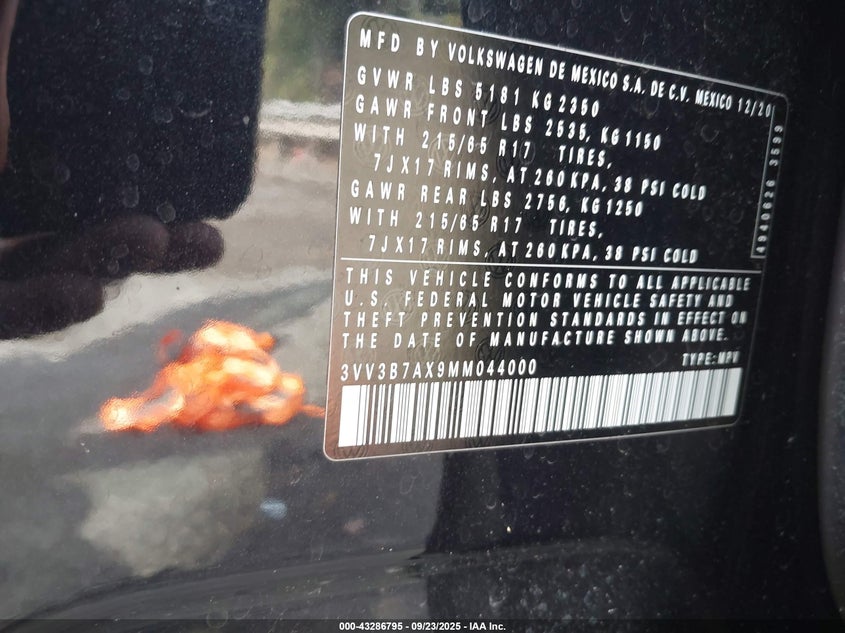 MFD BY VOLKSWAGEN DE MEXICO S.A. DE C.V. MEXICO 12/20
GVWR LBS 5181 KG 2350
GAWR FRONT LBS 2535, KG1150
WITH 215/65 R17 TIRES,
7JX17 RIMS, AT 260 KPA, 38 PSI COLD
GAWR REAR LBS 2756, KG1250
WITH 215/65 R17 TIRES,
7JX17 RIMS, AT 260 KPA, 38 PSI COLD
4940626 3599
THIS VEHICLE CONFORMS TO ALL APPLICABLE
U.S. FEDERAL MOTOR VEHICLE SAFETY AND
THEFT PREVENTION STANDARDS IN EFFECT ON
THE DATE OF MANUFACTURE SHOWN ABOVE.
3VV3B7AX9MM044000 TYPE:MPV
000-43286795 - 09/23/2025 - IAA Inc.